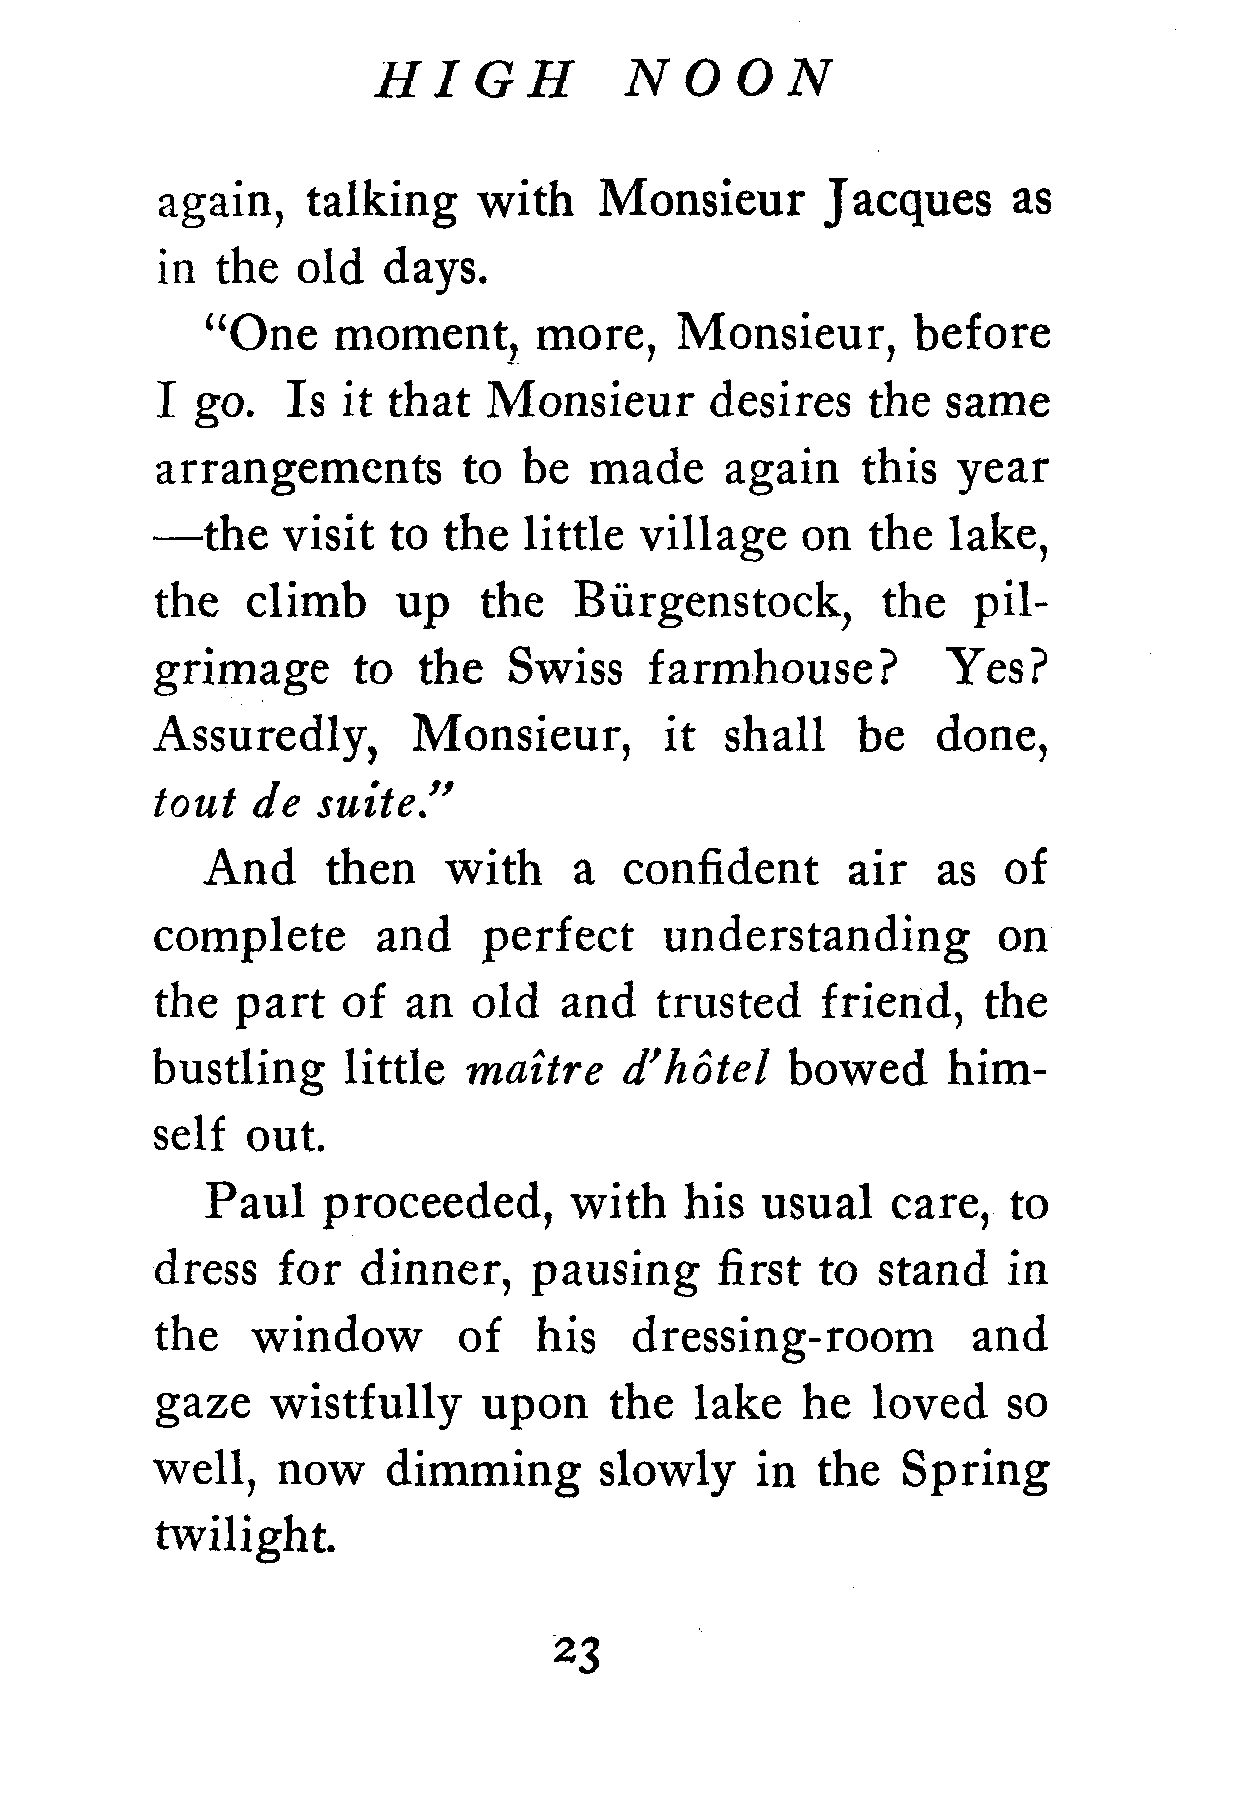 HIGH NOON
again, talking with Monsieur Jacques as
in the old days.
“One moment, more, Monsieur, before
I go. Is it that Monsieur desires the same
arrangements to be made again this year
—the visit to the little village on the lake,
the climb up the Bürgenstock, the pil-
grimage to the Swiss farmhouse? Yes?
Assuredly, Monsieur, it shall be done,
tout de suite.”
And then with a confident air as of
complete and perfect understanding on
the part of an old and trusted friend, the
bustling little maître d’hôtel bowed him-
self out.
Paul proceeded, with his usual care, to
dress for dinner, pausing first to stand in
the window of his dressing-room and
gaze wistfully upon the lake he loved so
well, now dimming slowly in the Spring
twilight.
23